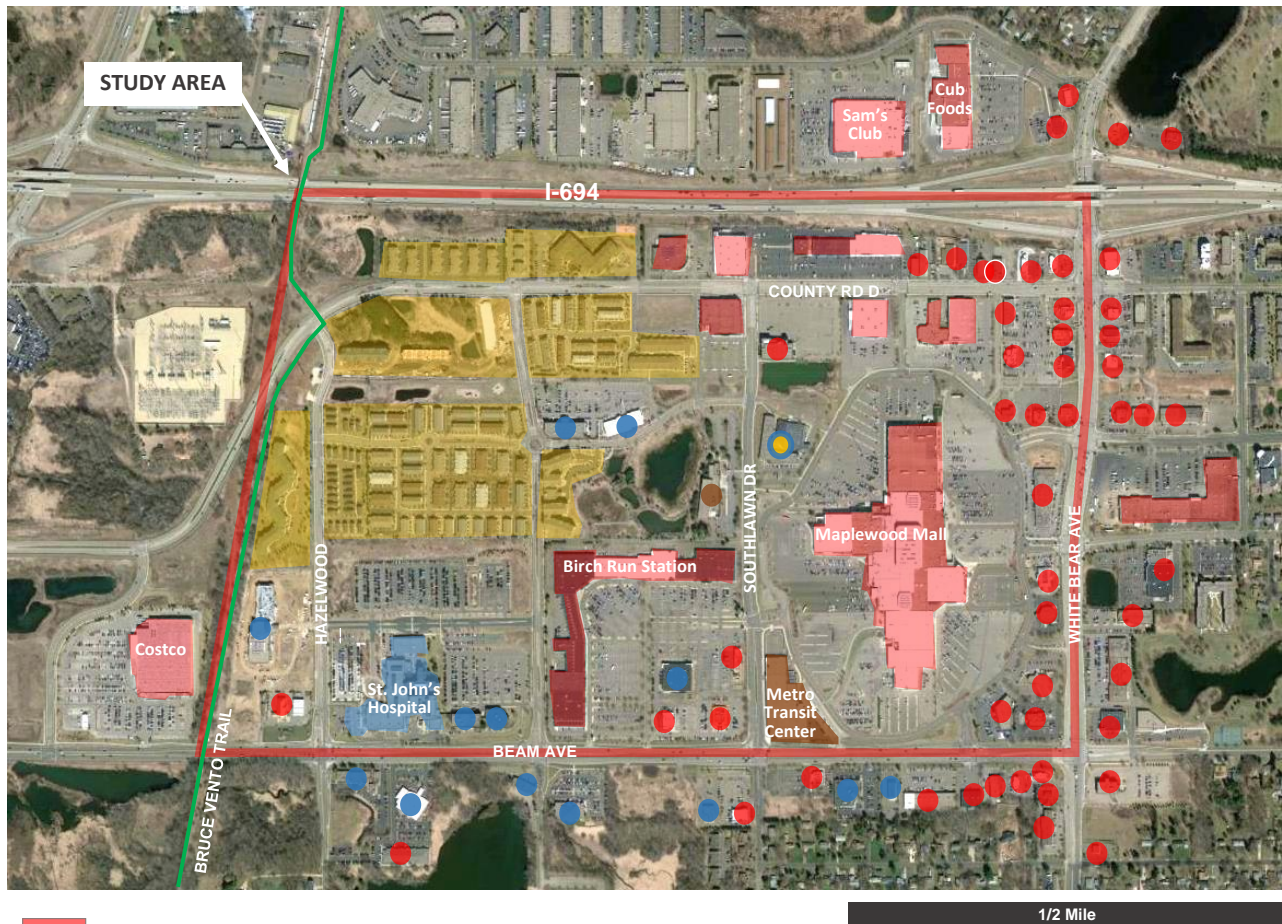 STUDY AREA
Cub
Foods
Sam's
Club
I-694
COUNTY RD D
SOUTHLAWN DR
Maplewood Mall
WHITE BEAR AVE
Birch Run Station
HAZELWOOD
Costco
St. John's
Hospital
Metro
Transit
Center
BEAM AVE
BRUCE VENTO TRAIL
1/2 Mile